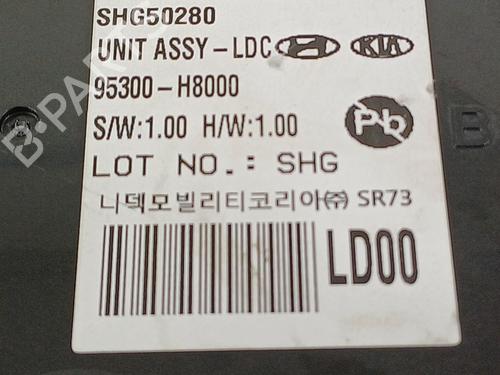 SHG50280
UNIT ASSY-LDC KIA
95300-H8000
S/W:1.00 H/W:1.00 Pb
LOT NO.: SHG
니덱모빌리티코리아㈜ SR73
LD00
B
B-PARTS